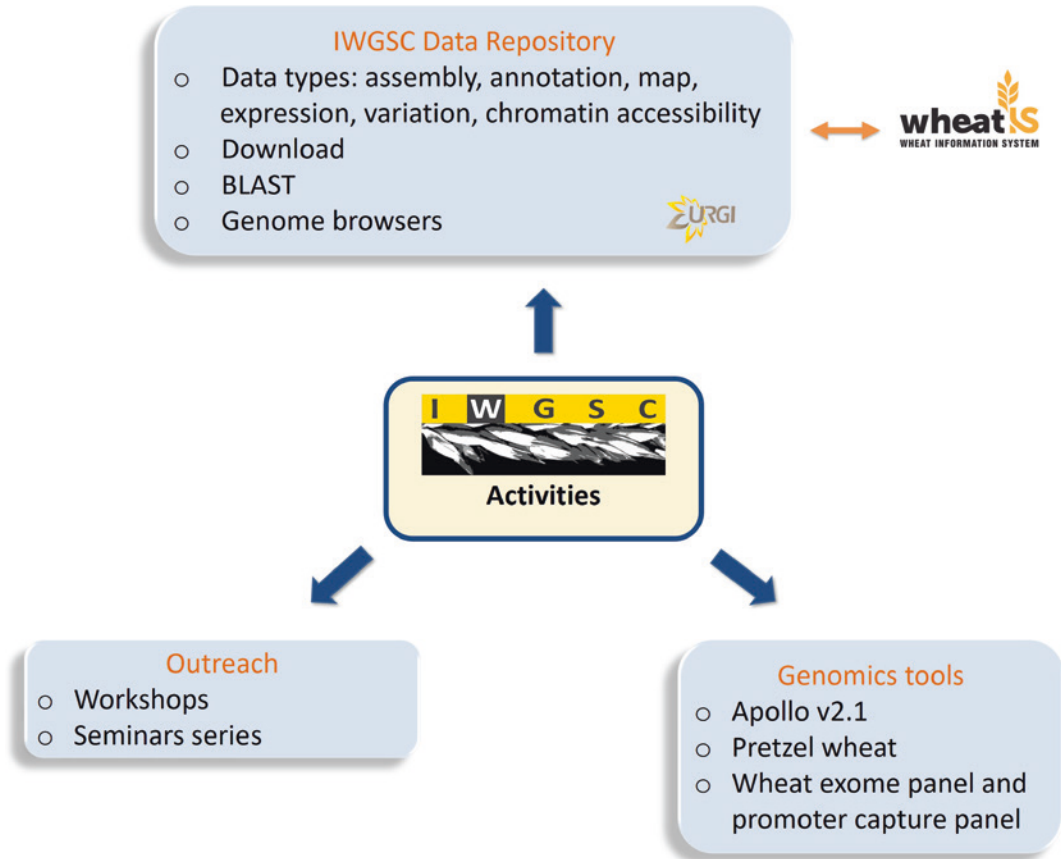 IWGSC Data Repository
o Data types: assembly, annotation, map,
expression, variation, chromatin accessibility
o Download
o BLAST
o Genome browsers
URGI
wheatIS
WHEAT INFORMATION SYSTEM
I W G S C
Activities
Outreach
o Workshops
o Seminars series
Genomics tools
o Apollo v2.1
o Pretzel wheat
o Wheat exome panel and
promoter capture panel